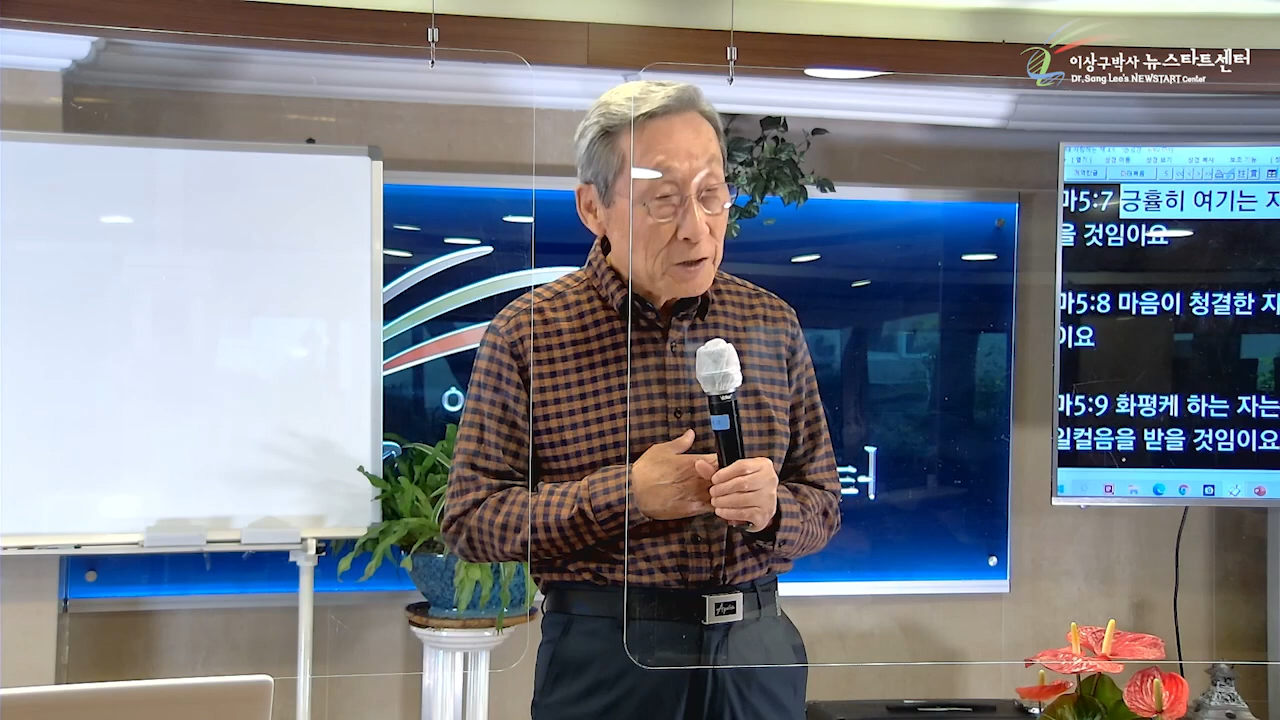 이상구박사 뉴스타트센터
Dr. Sang Lee's NEWSTART Center
마5:7 긍휼히 여기는 자
을 것임이요
마5:8 마음이 청결한 자
이요
마5:9 화평케 하는 자는
일컬음을 받을 것임이요
터